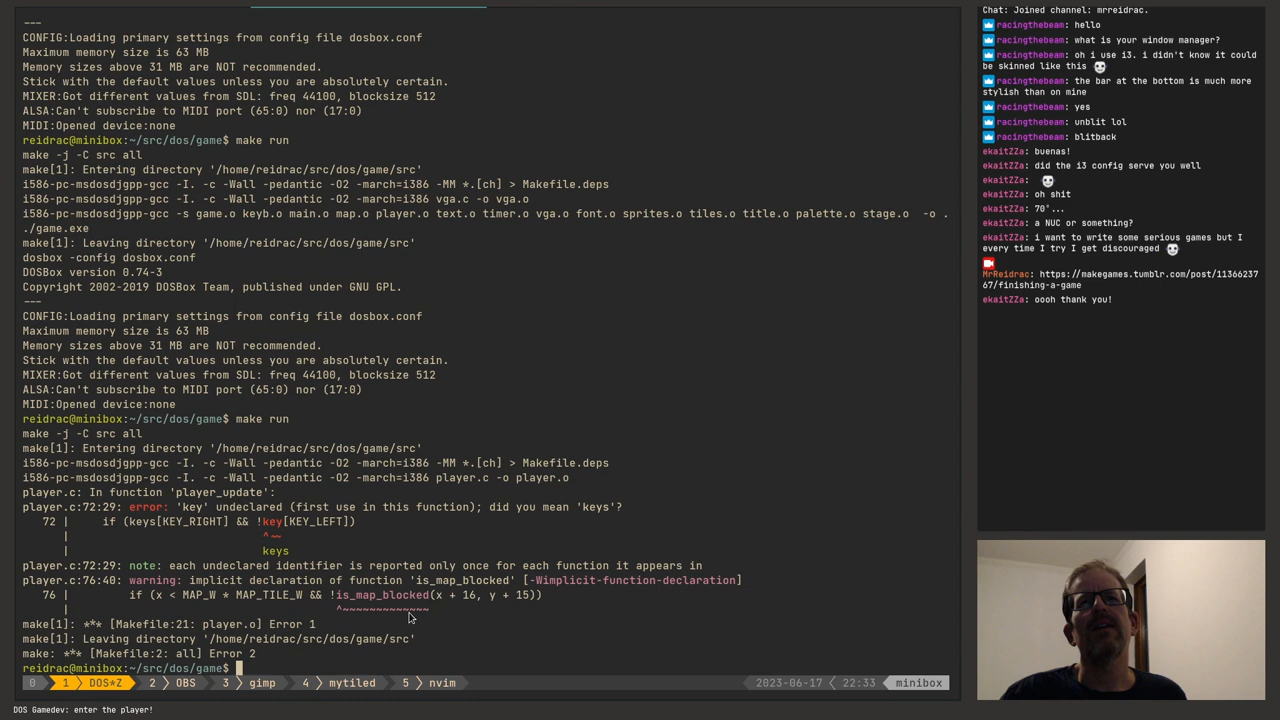 ---
CONFIG:Loading primary settings from config file dosbox.conf
Maximum memory size is 63 MB
Memory sizes above 31 MB are NOT recommended.
Stick with the default values unless you are absolutely certain.
MIXER:Got different values from SDL: freq 44100, blocksize 512
ALSA:Can't subscribe to MIDI port (65:0) nor (17:0)
MIDI:Opened device:none
reidrac@minibox:~/src/dos/game$ make run
make -j -C src all
make[1]: Entering directory '/home/reidrac/src/dos/game/src'
i586-pc-msdosdjgpp-gcc -I. -c -Wall -pedantic -O2 -march=i386 -MM *.[ch] > Makefile.deps
i586-pc-msdosdjgpp-gcc -I. -c -Wall -pedantic -O2 -march=i386 vga.c -o vga.o
i586-pc-msdosdjgpp-gcc -s game.o keyb.o main.o map.o player.o text.o timer.o vga.o font.o sprites.o tiles.o title.o palette.o stage.o  -o .
./game.exe
make[1]: Leaving directory '/home/reidrac/src/dos/game/src'
dosbox -config dosbox.conf
DOSBox version 0.74-3
Copyright 2002-2019 DOSBox Team, published under GNU GPL.
---
CONFIG:Loading primary settings from config file dosbox.conf
Maximum memory size is 63 MB
Memory sizes above 31 MB are NOT recommended.
Stick with the default values unless you are absolutely certain.
MIXER:Got different values from SDL: freq 44100, blocksize 512
ALSA:Can't subscribe to MIDI port (65:0) nor (17:0)
MIDI:Opened device:none
reidrac@minibox:~/src/dos/game$ make run
make -j -C src all
make[1]: Entering directory '/home/reidrac/src/dos/game/src'
i586-pc-msdosdjgpp-gcc -I. -c -Wall -pedantic -O2 -march=i386 -MM *.[ch] > Makefile.deps
i586-pc-msdosdjgpp-gcc -I. -c -Wall -pedantic -O2 -march=i386 player.c -o player.o
player.c: In function 'player_update':
player.c:72:29: error: 'key' undeclared (first use in this function); did you mean 'keys'?
   72 |     if (keys[KEY_RIGHT] && !key[KEY_LEFT])
      |                             ^~~
      |                             keys
player.c:72:29: note: each undeclared identifier is reported only once for each function it appears in
player.c:76:40: warning: implicit declaration of function 'is_map_blocked' [-Wimplicit-function-declaration]
   76 |         if (x < MAP_W * MAP_TILE_W && !is_map_blocked(x + 16, y + 15))
      |                                        ^~~~~~~~~~~~~~
make[1]: *** [Makefile:21: player.o] Error 1
make[1]: Leaving directory '/home/reidrac/src/dos/game/src'
make: *** [Makefile:2: all] Error 2
reidrac@minibox:~/src/dos/game$
0 1 DOS*Z 2 OBS 3 gimp 4 mytiled 5 nvim 2023-06-17 22:33 minibox
DOS Gamedev: enter the player!
Chat: Joined channel: mrreidrac.
racingthebeam: hello
racingthebeam: what is your window manager?
racingthebeam: oh i use i3. i didn't know it could
be skinned like this
racingthebeam: the bar at the bottom is much more
stylish than on mine
racingthebeam: yes
racingthebeam: unblit lol
racingthebeam: blitback
ekaitZZa: buenas!
ekaitZZa: did the i3 config serve you well
ekaitZZa:
ekaitZZa: oh shit
ekaitZZa: 70°...
ekaitZZa: a NUC or something?
ekaitZZa: i want to write some serious games but I
every time I try I get discouraged
MrReidrac: https://makegames.tumblr.com/post/11366237
67/finishing-a-game
ekaitZZa: oooh thank you!